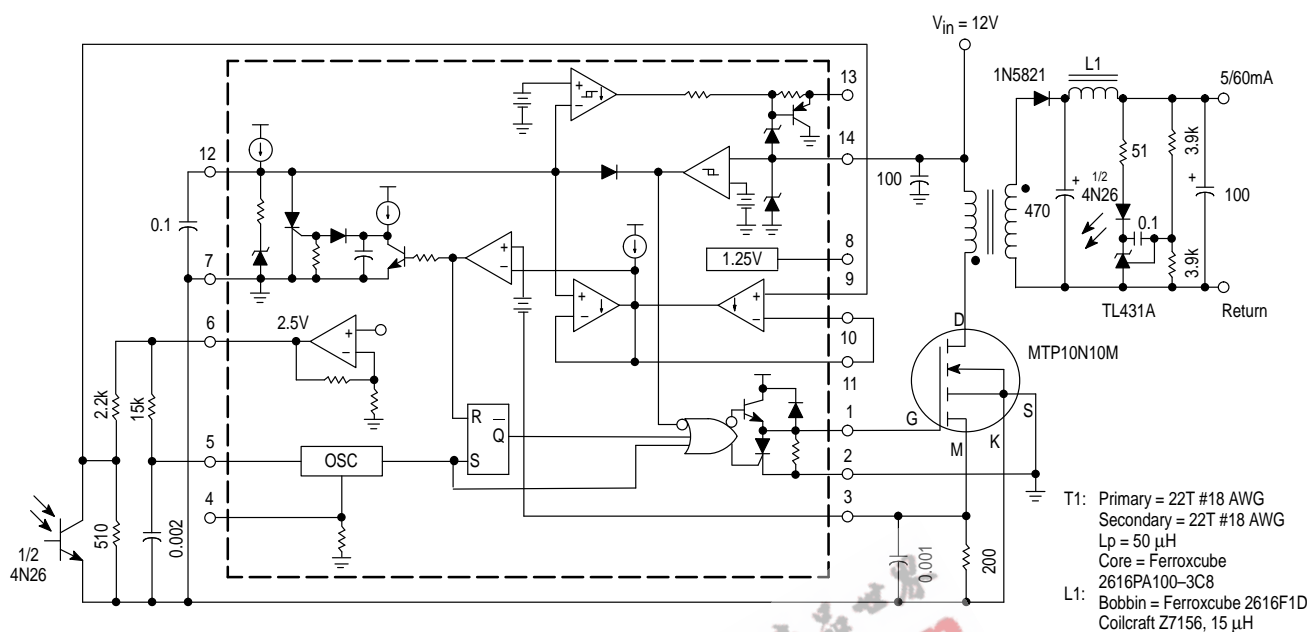 V_in = 12V
1N5821
L1
5/60mA
13
14
12
100
470
+
1/2
4N26
51
3.9k
0.1
3.9k
+
100
TL431A
Return
0.1
7
8
1.25V
9
10
11
6
2.5V
+
−
+
−
+
−
+
−
+
−
D
MTP10N10M
G
S
M
K
2.2k
15k
5
OSC
R
Q
S
1
2
3
4
1/2
4N26
510
0.002
0.001
200
T1: Primary = 22T #18 AWG
Secondary = 22T #18 AWG
Lp = 50 μH
Core = Ferroxcube
2616PA100–3C8
L1: Bobbin = Ferroxcube 2616F1D
Coilcraft Z7156, 15 μH